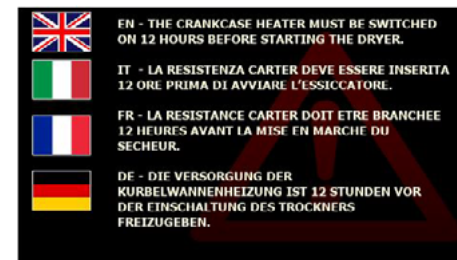 EN - THE CRANKCASE HEATER MUST BE SWITCHED
ON 12 HOURS BEFORE STARTING THE DRYER.
IT - LA RESISTENZA CARTER DEVE ESSERE INSERITA
12 ORE PRIMA DI AVVIARE L'ESSICCATORE.
FR - LA RESISTANCE CARTER DOIT ETRE BRANCHEE
12 HEURES AVANT LA MISE EN MARCHE DU
SECHEUR.
DE - DIE VERSORGUNG DER
KURBELWANNENHEIZUNG IST 12 STUNDEN VOR
DER EINSCHALTUNG DES TROCKNERS
FREIZUGEBEN.